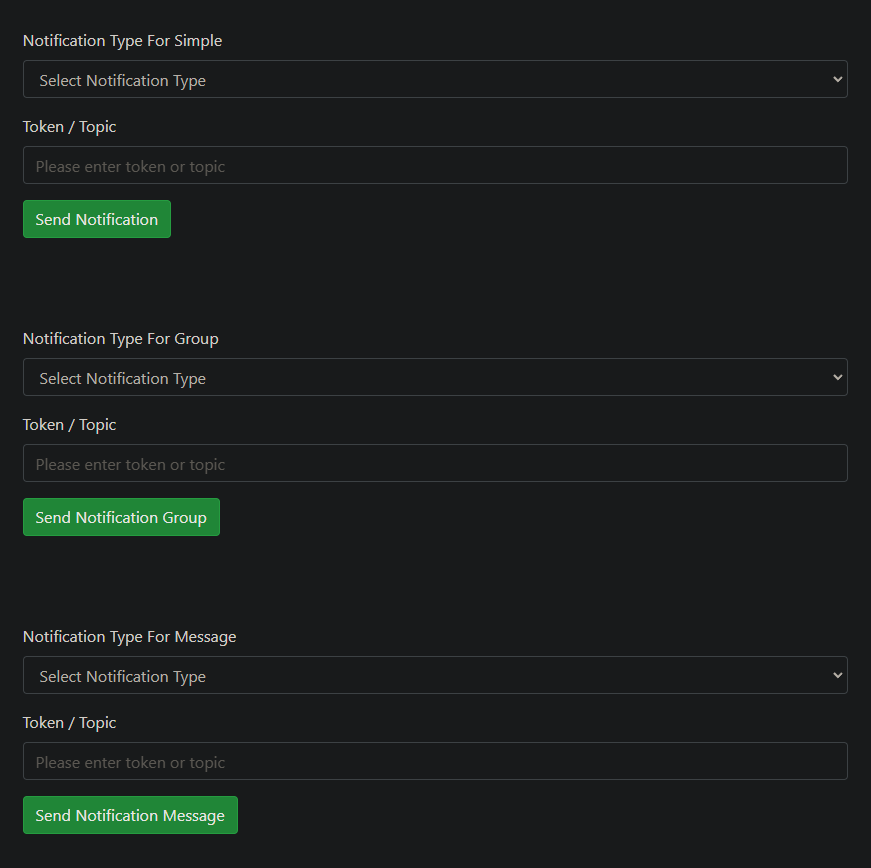 Notification Type For Simple
Select Notification Type
Token / Topic
Please enter token or topic
Send Notification
Notification Type For Group
Select Notification Type
Token / Topic
Please enter token or topic
Send Notification Group
Notification Type For Message
Select Notification Type
Token / Topic
Please enter token or topic
Send Notification Message